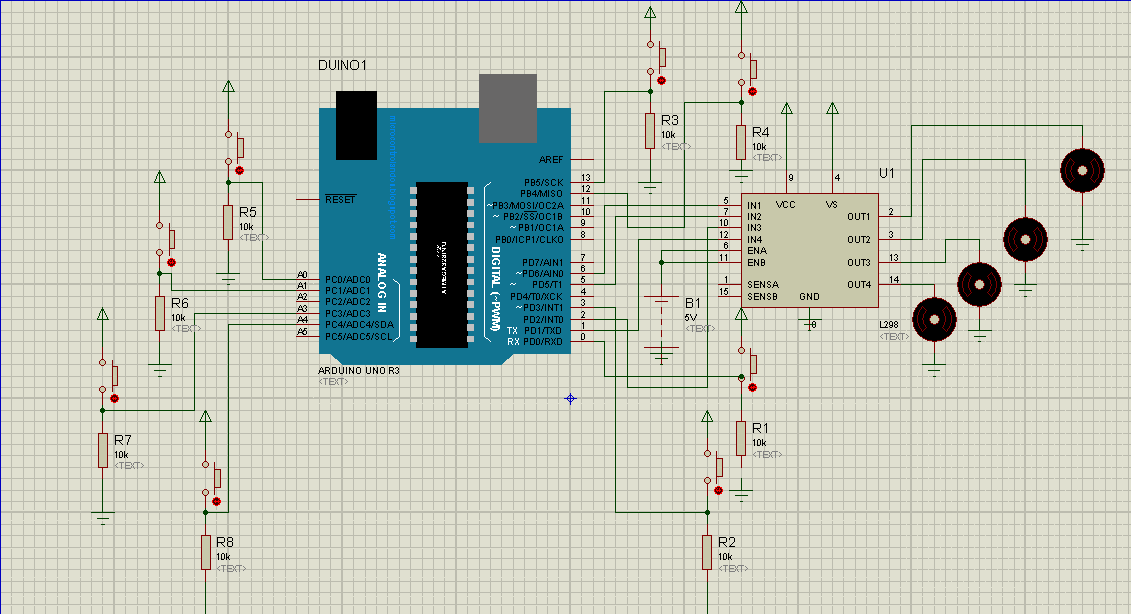 DUINO1
R3
10k
<TEXT>
R4
10k
<TEXT>
AREF
RESET
PB5/SCK 13
PB4/MISO 12
~PB3/MOSI/OC2A 11
~ PB2/SS/OC1B 10
~ PB1/OC1A 9
PB0/ICP1/CLKO 8
PD7/AIN1 7
~ PD6/AIN0 6
~ PD5/T1 5
PD4/T0/XCK 4
~ PD3/INT1 3
PD2/INT0 2
TX PD1/TXD 1
RX PD0/RXD 0
DIGITAL (~PWM)
ANALOG IN
A0 PC0/ADC0
A1 PC1/ADC1
A2 PC2/ADC2
A3 PC3/ADC3
A4 PC4/ADC4/SDA
A5 PC5/ADC5/SCL
ARDUINO UNO R3
<TEXT>
R5
10k
<TEXT>
R6
10k
<TEXT>
R7
10k
<TEXT>
R8
10k
<TEXT>
U1
9 4
VCC VS
5 IN1
7 IN2
10 IN3
12 IN4
6 ENA
11 ENB
1 SENSA
15 SENSB
OUT1 2
OUT2 3
OUT3 13
OUT4 14
GND
8
L298
<TEXT>
B1
5V
<TEXT>
R1
10k
<TEXT>
R2
10k
<TEXT>